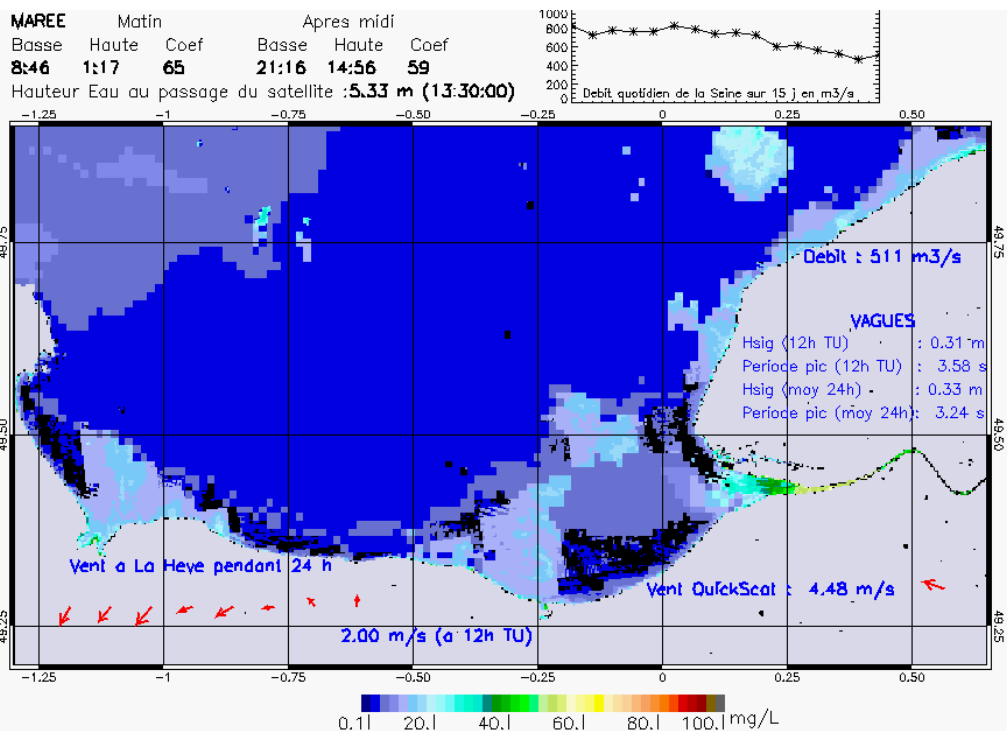 MAREE Matin Apres midi
Basse Haute Coef Basse Haute Coef
8:46 1:17 65 21:16 14:56 59
Hauteur Eau au passage du satellite :5.33 m (13:30:00)
1000
800
600
400
200
0
Debit quotidien de la Seine sur 15 j en m3/s
-1.25 -1 -0.75 -0.50 -0.25 0 0.25 0.50
49.75 49.75
Debit : 511 m3/s
VAGUES
Hsig (12h TU) : 0.31 m
Periode pic (12h TU) : 3.58 s
Hsig (moy 24h) : 0.33 m
Periode pic (moy 24h): 3.24 s
49.50 49.50
Vent a La Heve pendant 24 h
Vent QuickScat : 4.48 m/s
49.25 49.25
2.00 m/s (a 12h TU)
-1.25 -1 -0.75 -0.50 -0.25 0 0.25 0.50
0.1 20.1 40.1 60.1 80.1 100.1 mg/L